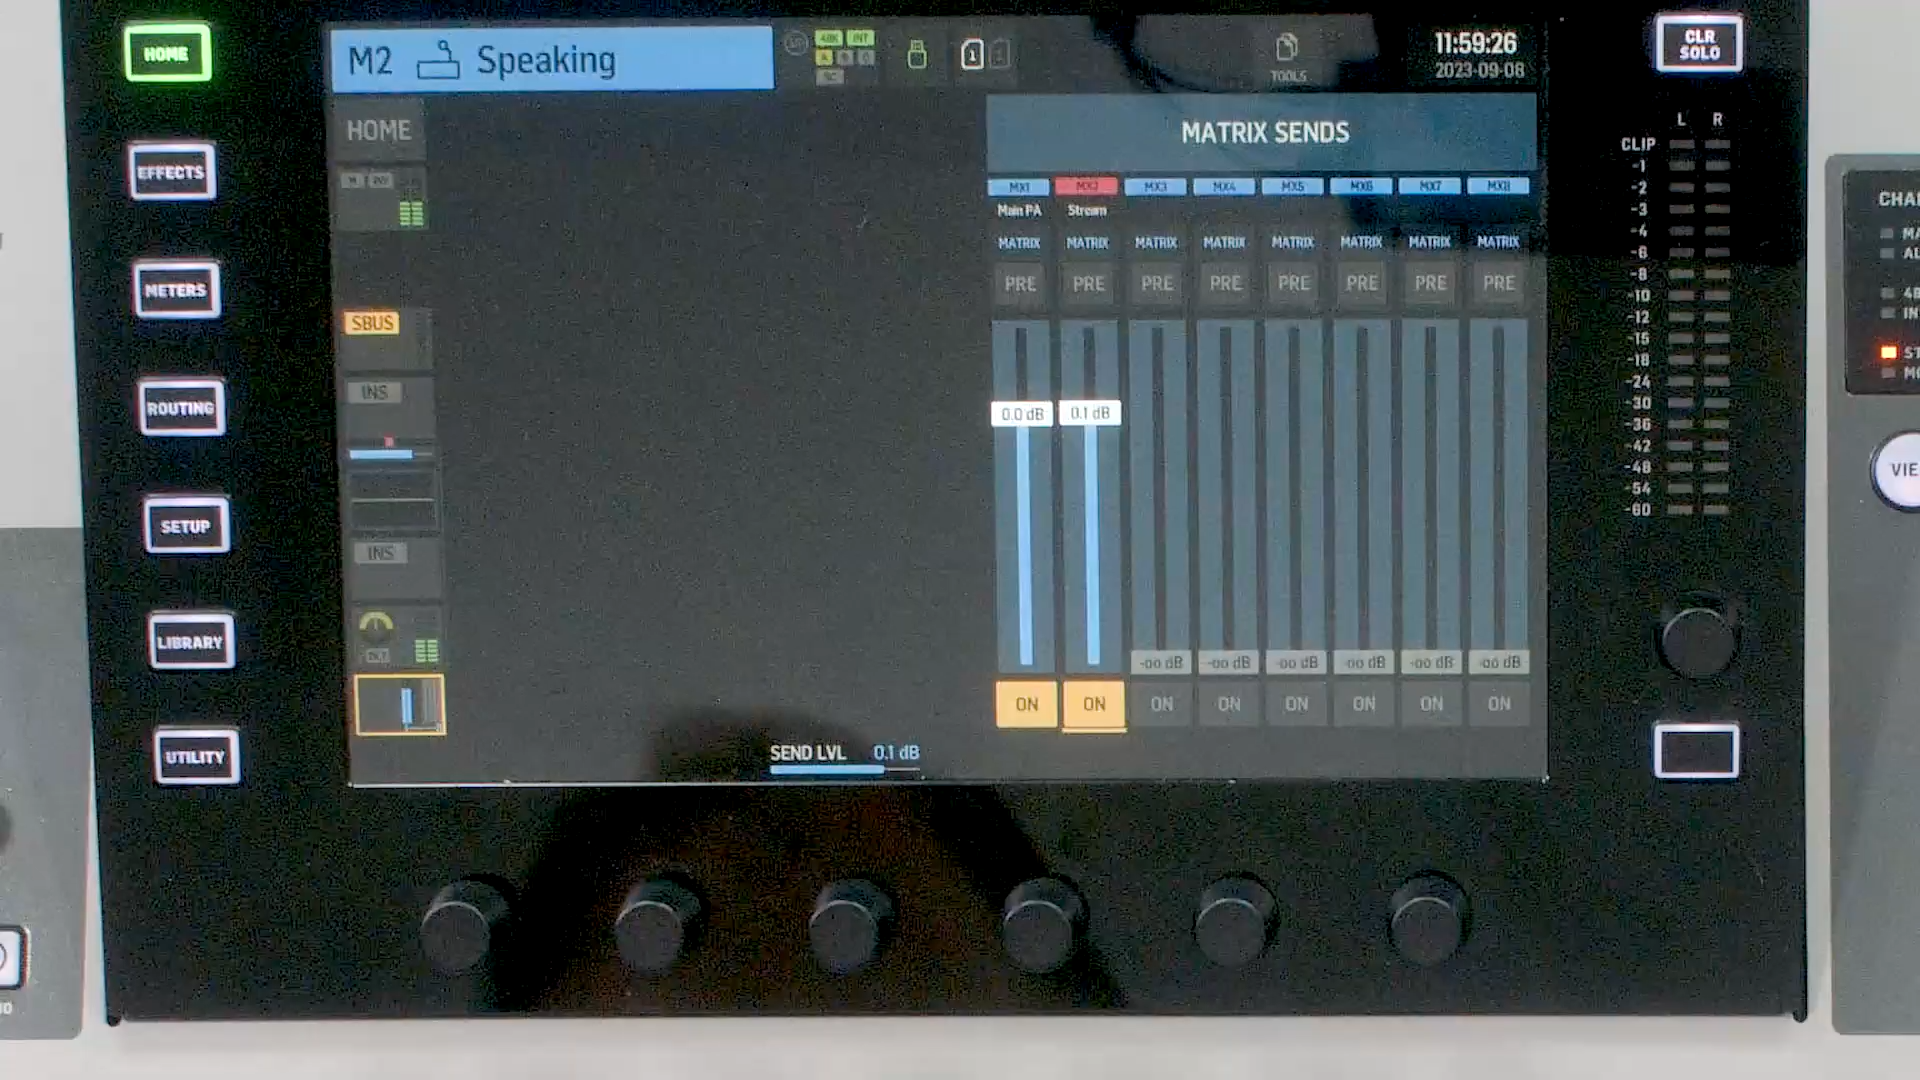 HOME
EFFECTS
METERS
ROUTING
SETUP
LIBRARY
UTILITY
M2 Speaking
48K INT
A
SC
1 1
TOOLS
11:59:26
2023-09-08
HOME
SBUS
INS
INS
MATRIX SENDS
MX1 MX2 MX3 MX4 MX5 MX6 MX7 MX8
Main PA Stream
MATRIX MATRIX MATRIX MATRIX MATRIX MATRIX MATRIX MATRIX
PRE PRE PRE PRE PRE PRE PRE PRE
0.0 dB 0.1 dB
-oo dB -oo dB -oo dB -oo dB -oo dB -oo dB
ON ON ON ON ON ON ON ON
SEND LVL 0.1 dB
CLR
SOLO
L R
CLIP
-1
-2
-3
-4
-6
-8
-10
-12
-15
-18
-24
-30
-36
-42
-48
-54
-60
CHA
VIE